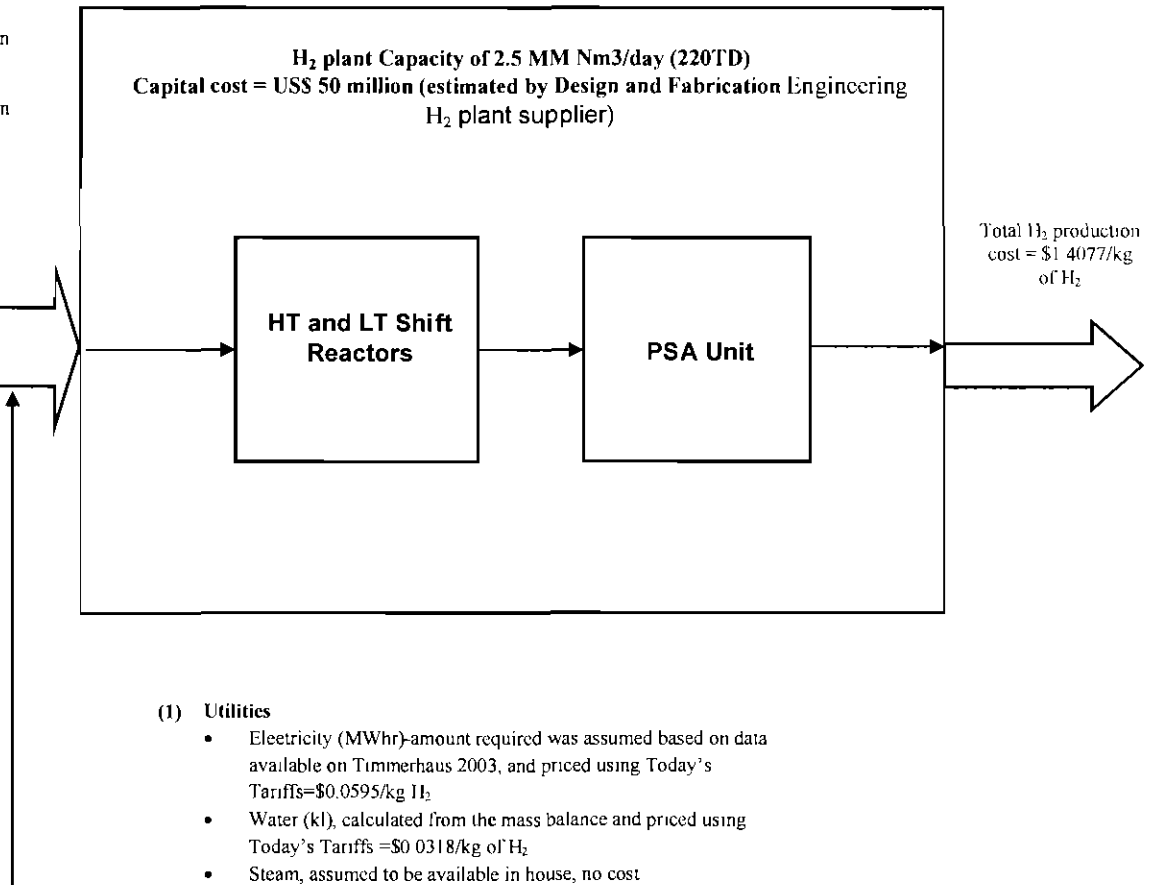 n
n
H₂ plant Capacity of 2.5 MM Nm3/day (220TD)
Capital cost = US$ 50 million (estimated by Design and Fabrication Engineering
H₂ plant supplier)
Total H₂ production
cost = $1 4077/kg
of H₂
HT and LT Shift
Reactors
PSA Unit
(1) Utilities
• Electricity (MWhr)-amount required was assumed based on data
available on Timmerhaus 2003, and priced using Today's
Tariffs=$0.0595/kg H₂
• Water (kl), calculated from the mass balance and priced using
Today's Tariffs =$0 0318/kg of H₂
• Steam, assumed to be available in house, no cost